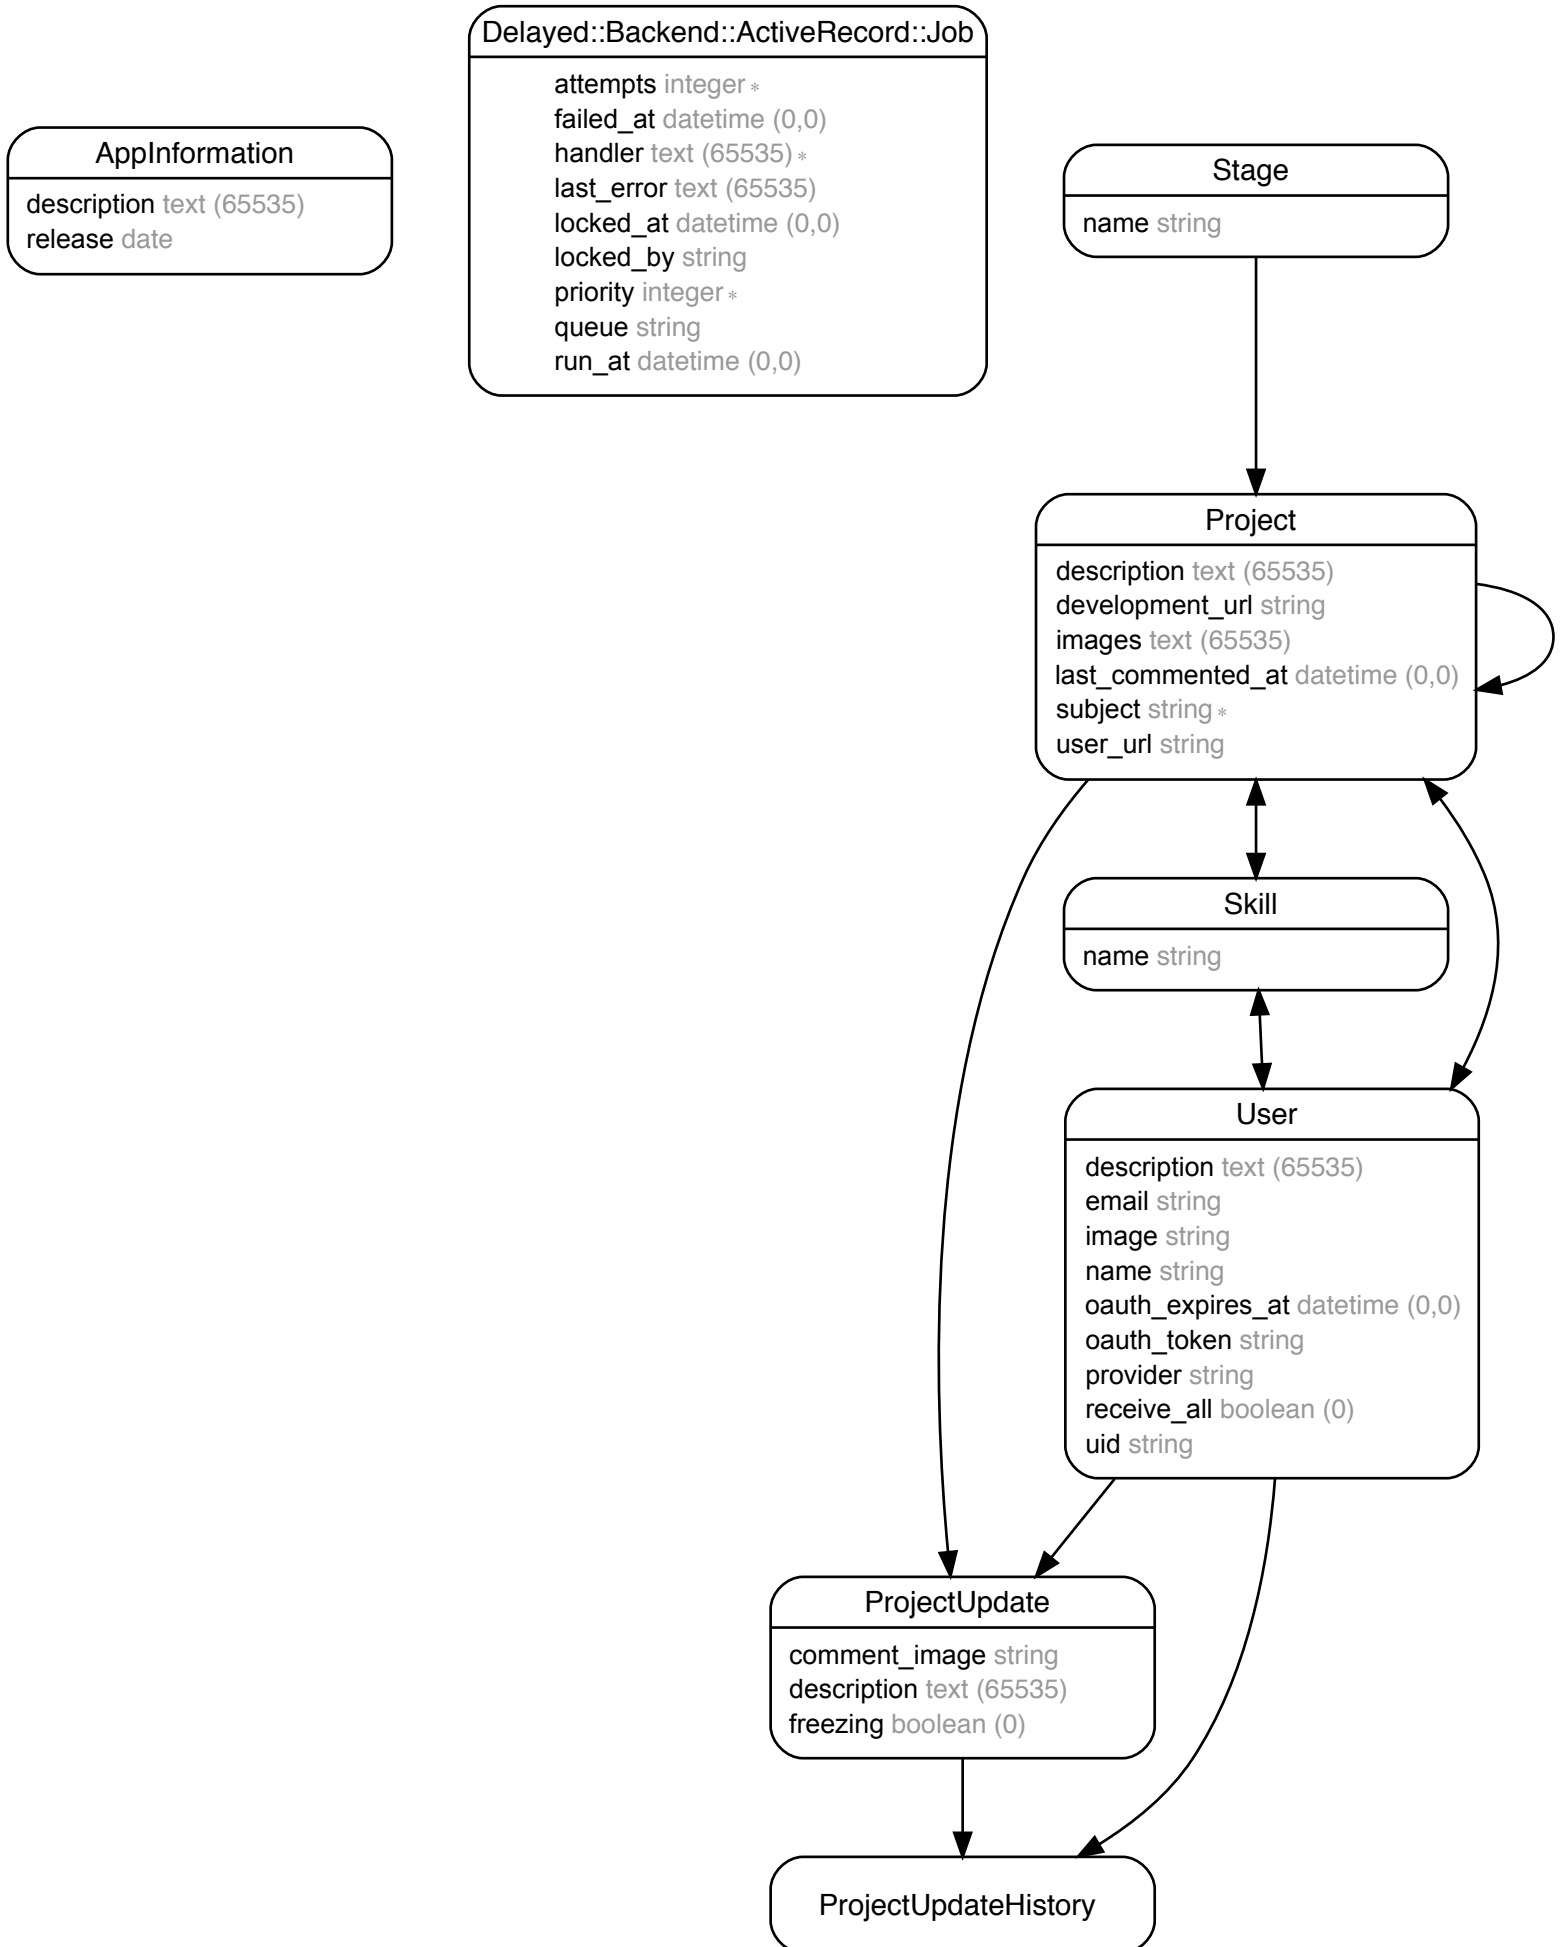 Delayed::Backend::ActiveRecord::Job
attempts integer *
failed_at datetime (0,0)
handler text (65535) *
last_error text (65535)
locked_at datetime (0,0)
locked_by string
priority integer *
queue string
run_at datetime (0,0)
AppInformation
description text (65535)
release date
Stage
name string
Project
description text (65535)
development_url string
images text (65535)
last_commented_at datetime (0,0)
subject string *
user_url string
Skill
name string
User
description text (65535)
email string
image string
name string
oauth_expires_at datetime (0,0)
oauth_token string
provider string
receive_all boolean (0)
uid string
ProjectUpdate
comment_image string
description text (65535)
freezing boolean (0)
ProjectUpdateHistory